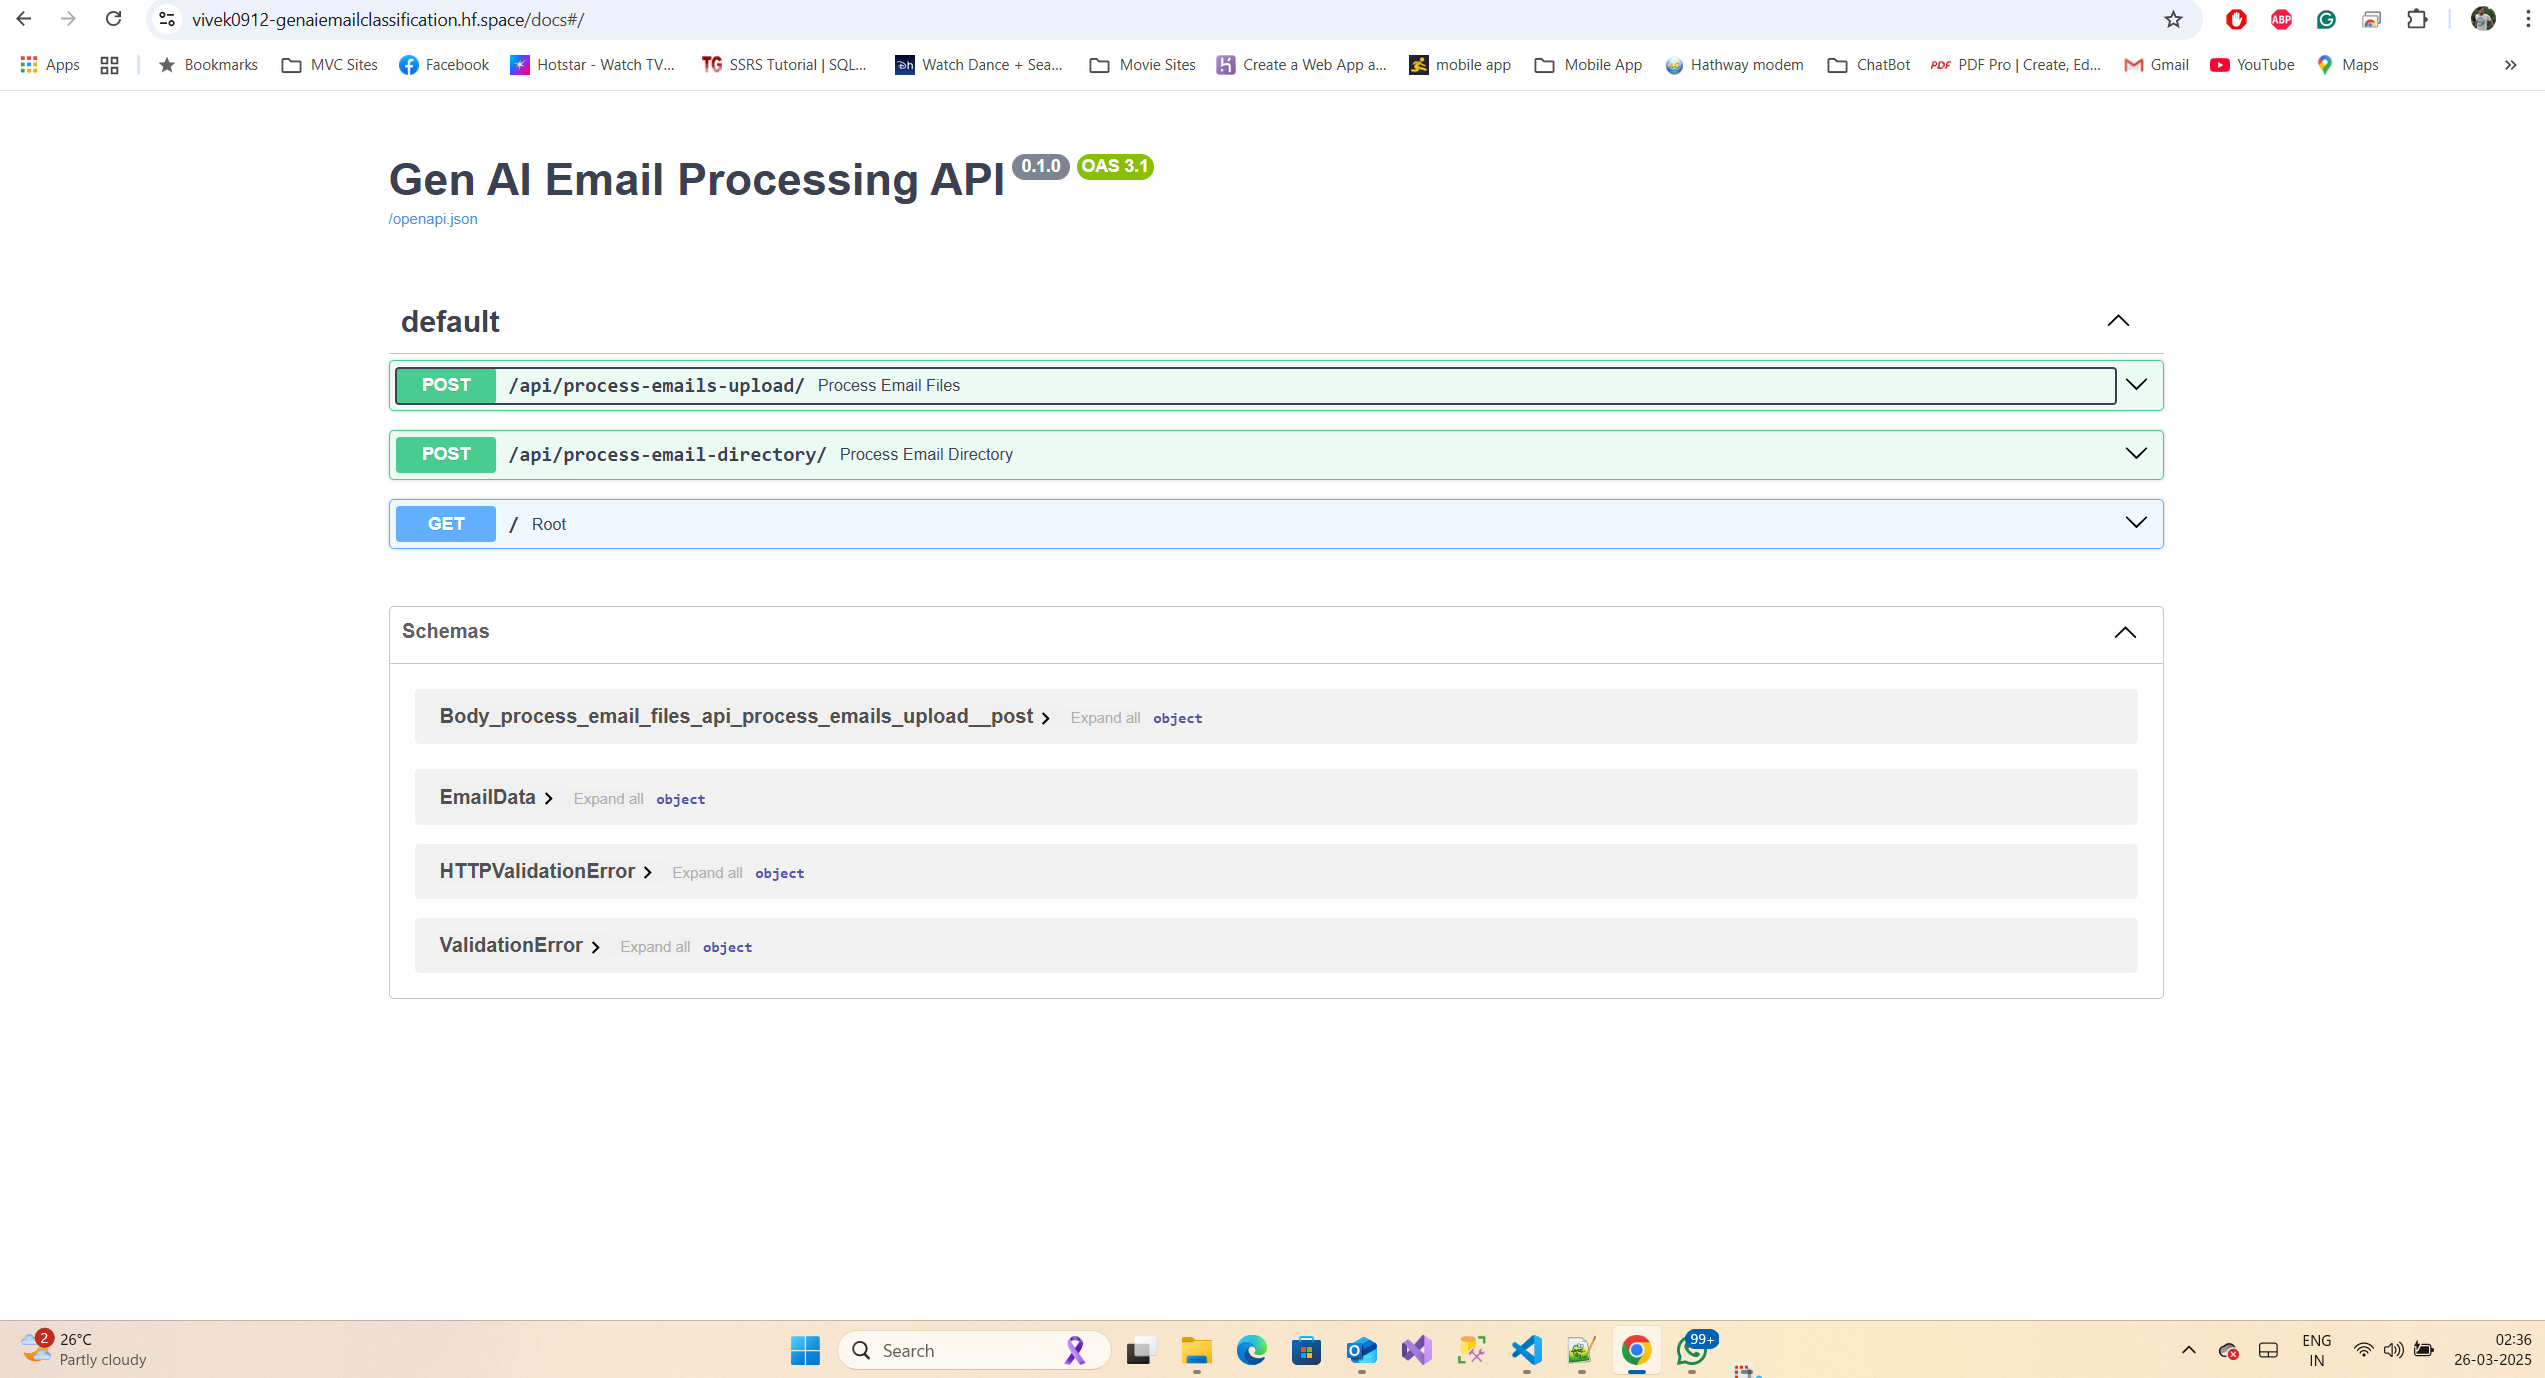 vivek0912-genaiemailclassification.hf.space/docs#/
ABP
Apps
Bookmarks MVC Sites Facebook Hotstar - Watch TV... TG SSRS Tutorial | SQL... Watch Dance + Sea... Movie Sites Create a Web App a... mobile app Mobile App Hathway modem ChatBot PDF PDF Pro | Create, Ed... Gmail YouTube Maps
Gen AI Email Processing API 0.1.0 OAS 3.1
/openapi.json
default
POST /api/process-emails-upload/ Process Email Files
POST /api/process-email-directory/ Process Email Directory
GET / Root
Schemas
Body_process_email_files_api_process_emails_upload__post Expand all object
EmailData Expand all object
HTTPValidationError Expand all object
ValidationError Expand all object
2 26°C
Partly cloudy
Search
99+
ENG
IN
02:36
26-03-2025